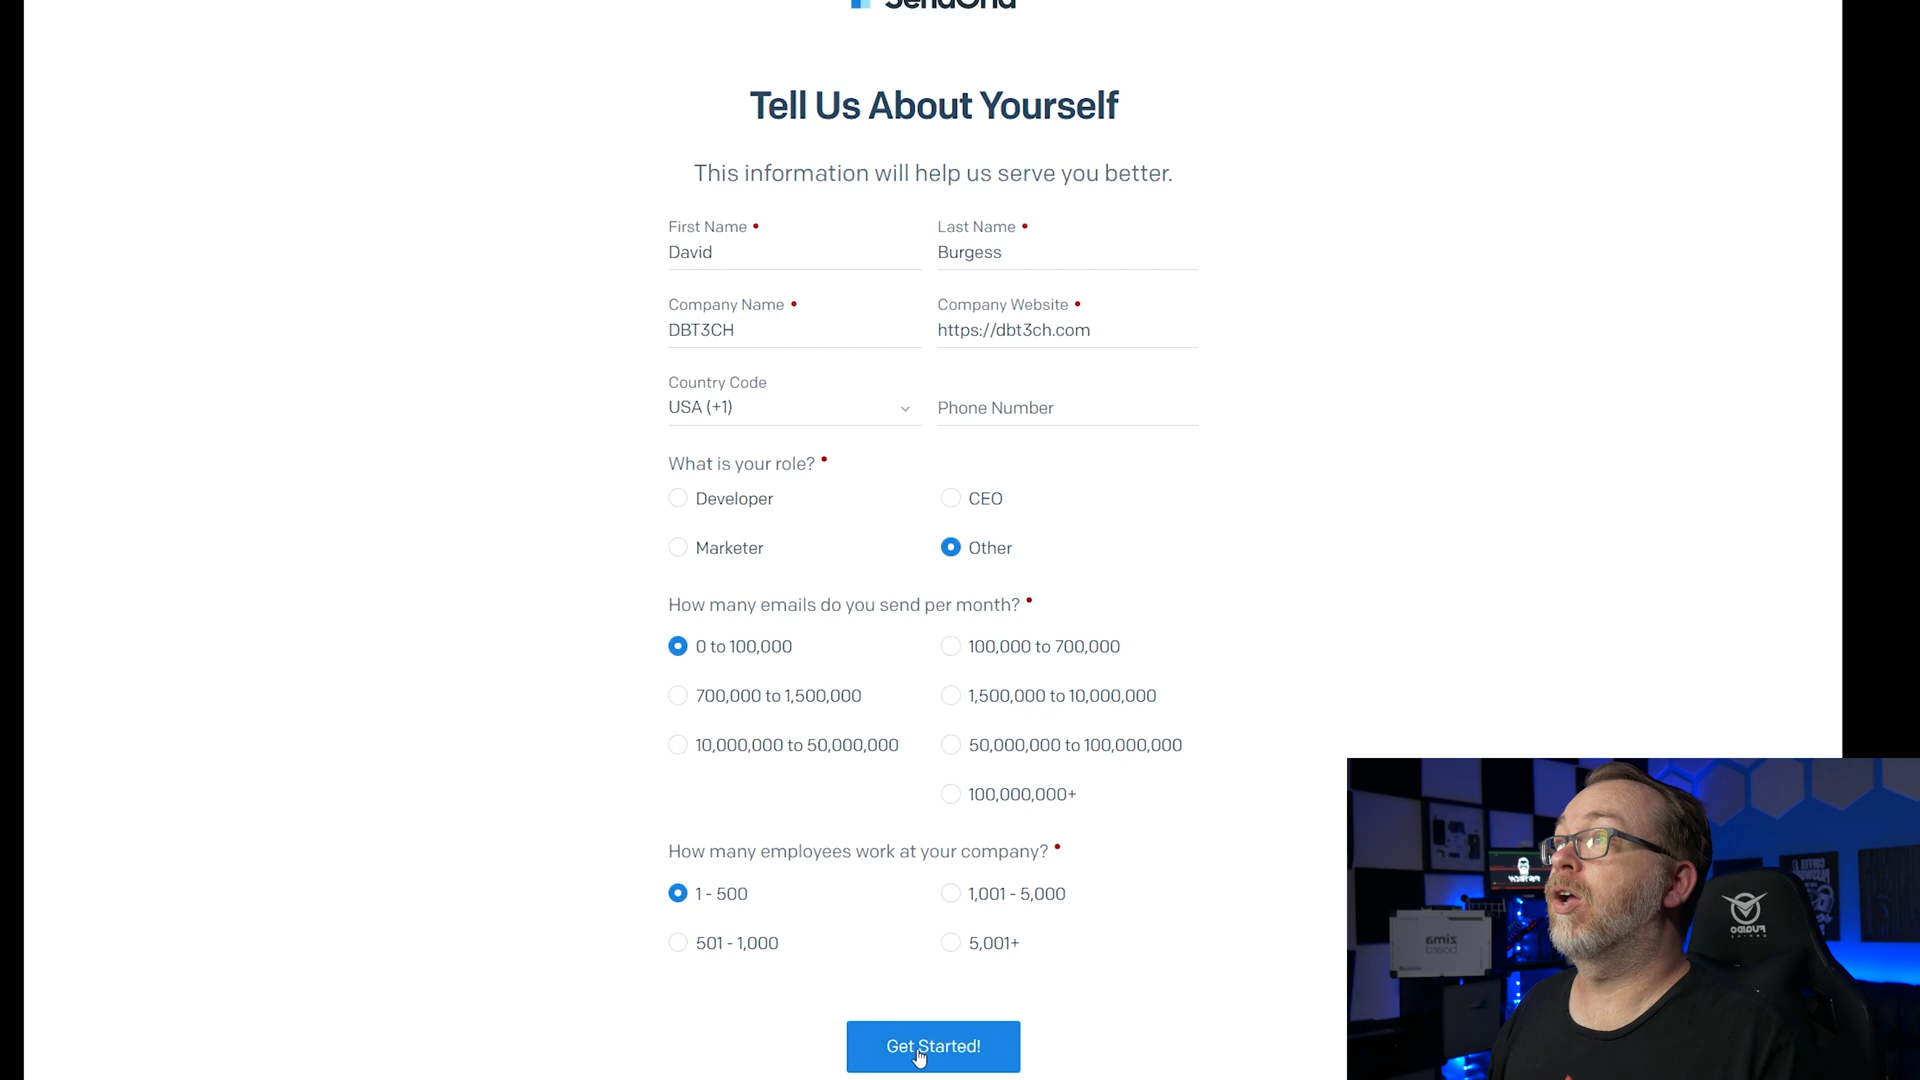 SendGrid
Tell Us About Yourself
This information will help us serve you better.
First Name •
David
Last Name •
Burgess
Company Name •
DBT3CH
Company Website •
https://dbt3ch.com
Country Code
USA (+1)
Phone Number
What is your role? •
Developer
CEO
Marketer
Other
How many emails do you send per month? •
0 to 100,000
100,000 to 700,000
700,000 to 1,500,000
1,500,000 to 10,000,000
10,000,000 to 50,000,000
50,000,000 to 100,000,000
100,000,000+
How many employees work at your company? •
1 - 500
1,001 - 5,000
501 - 1,000
5,001+
Get Started!
zima
board